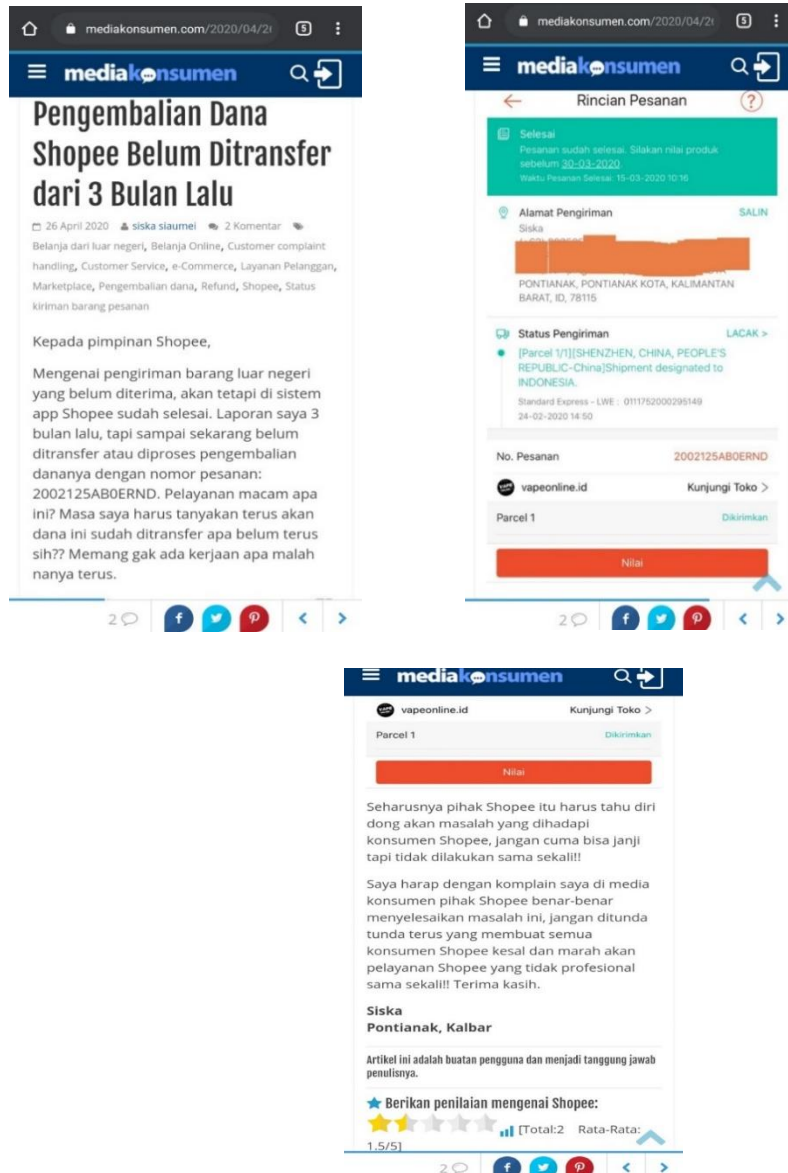 mediakonsumen.com/2020/04/2
5
mediakonsumen
Pengembalian Dana
Shopee Belum Ditransfer
dari 3 Bulan Lalu
26 April 2020 siska siaumei 2 Komentar
Belanja dari luar negeri, Belanja Online, Customer complaint
handling, Customer Service, e-Commerce, Layanan Pelanggan,
Marketplace, Pengembalian dana, Refund, Shopee, Status
kiriman barang pesanan
Kepada pimpinan Shopee,
Mengenai pengiriman barang luar negeri
yang belum diterima, akan tetapi di sistem
app Shopee sudah selesai. Laporan saya 3
bulan lalu, tapi sampai sekarang belum
ditransfer atau diproses pengembalian
dananya dengan nomor pesanan:
2002125AB0ERND. Pelayanan macam apa
ini? Masa saya harus tanyakan terus akan
dana ini sudah ditransfer apa belum terus
sih?? Memang gak ada kerjaan apa malah
nanya terus.
2
mediakonsumen.com/2020/04/2
5
mediakonsumen
Rincian Pesanan
Selesai
Pesanan sudah selesai. Silakan nilai produk
sebelum 30-03-2020
Waktu Pesanan Selesai: 15-03-2020 10:16
Alamat Pengiriman SALIN
Siska
PONTIANAK, PONTIANAK KOTA, KALIMANTAN
BARAT, ID, 78115
Status Pengiriman LACAK >
[Parcel 1/1][SHENZHEN, CHINA, PEOPLE'S
REPUBLIC-China]Shipment designated to
INDONESIA.
Standard Express - LWE : 0111752000295149
24-02-2020 14:50
No. Pesanan 2002125AB0ERND
vapeonline.id Kunjungi Toko >
Parcel 1 Dikirimkan
Nilai
2
mediakonsumen
vapeonline.id Kunjungi Toko >
Parcel 1 Dikirimkan
Nilai
Seharusnya pihak Shopee itu harus tahu diri
dong akan masalah yang dihadapi
konsumen Shopee, jangan cuma bisa janji
tapi tidak dilakukan sama sekali!!
Saya harap dengan komplain saya di media
konsumen pihak Shopee benar-benar
menyelesaikan masalah ini, jangan ditunda
tunda terus yang membuat semua
konsumen Shopee kesal dan marah akan
pelayanan Shopee yang tidak profesional
sama sekali!! Terima kasih.
Siska
Pontianak, Kalbar
Artikel ini adalah buatan pengguna dan menjadi tanggung jawab
penulisnya.
Berikan penilaian mengenai Shopee:
[Total:2 Rata-Rata:
1.5/5]
2